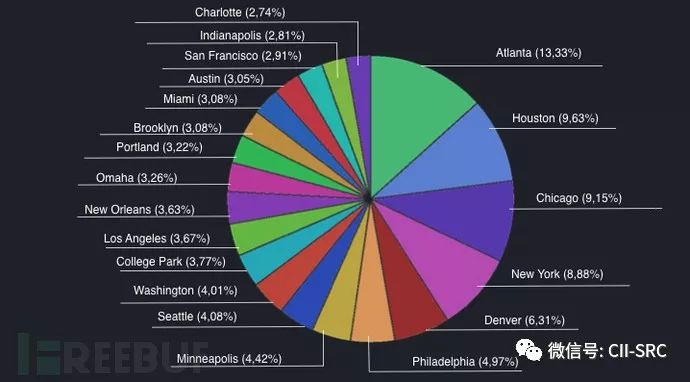 Charlotte (2,74%)
Indianapolis (2,81%)
San Francisco (2,91%)
Austin (3,05%)
Miami (3,08%)
Brooklyn (3,08%)
Portland (3,22%)
Omaha (3,26%)
New Orleans (3,63%)
Los Angeles (3,67%)
College Park (3,77%)
Washington (4,01%)
Seattle (4,08%)
Minneapolis (4,42%)
Atlanta (13,33%)
Houston (9,63%)
Chicago (9,15%)
New York (8,88%)
Denver (6,31%)
Philadelphia (4,97%)
FREEBUF
微信号: CII-SRC